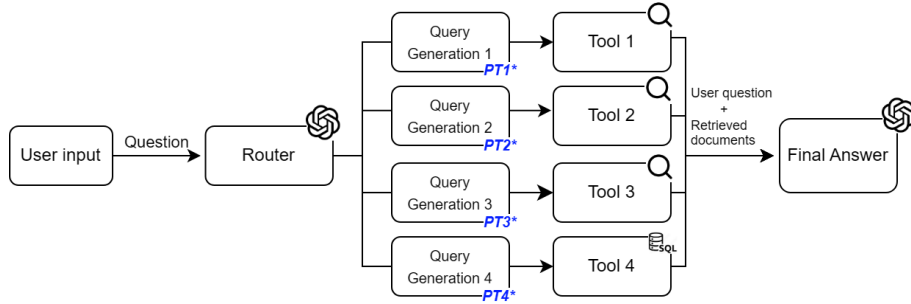 User input
Question
Router
Query
Generation 1
PT1*
Tool 1
Query
Generation 2
PT2*
Tool 2
Query
Generation 3
PT3*
Tool 3
Query
Generation 4
PT4*
Tool 4
SQL
User question
+
Retrieved
documents
Final Answer